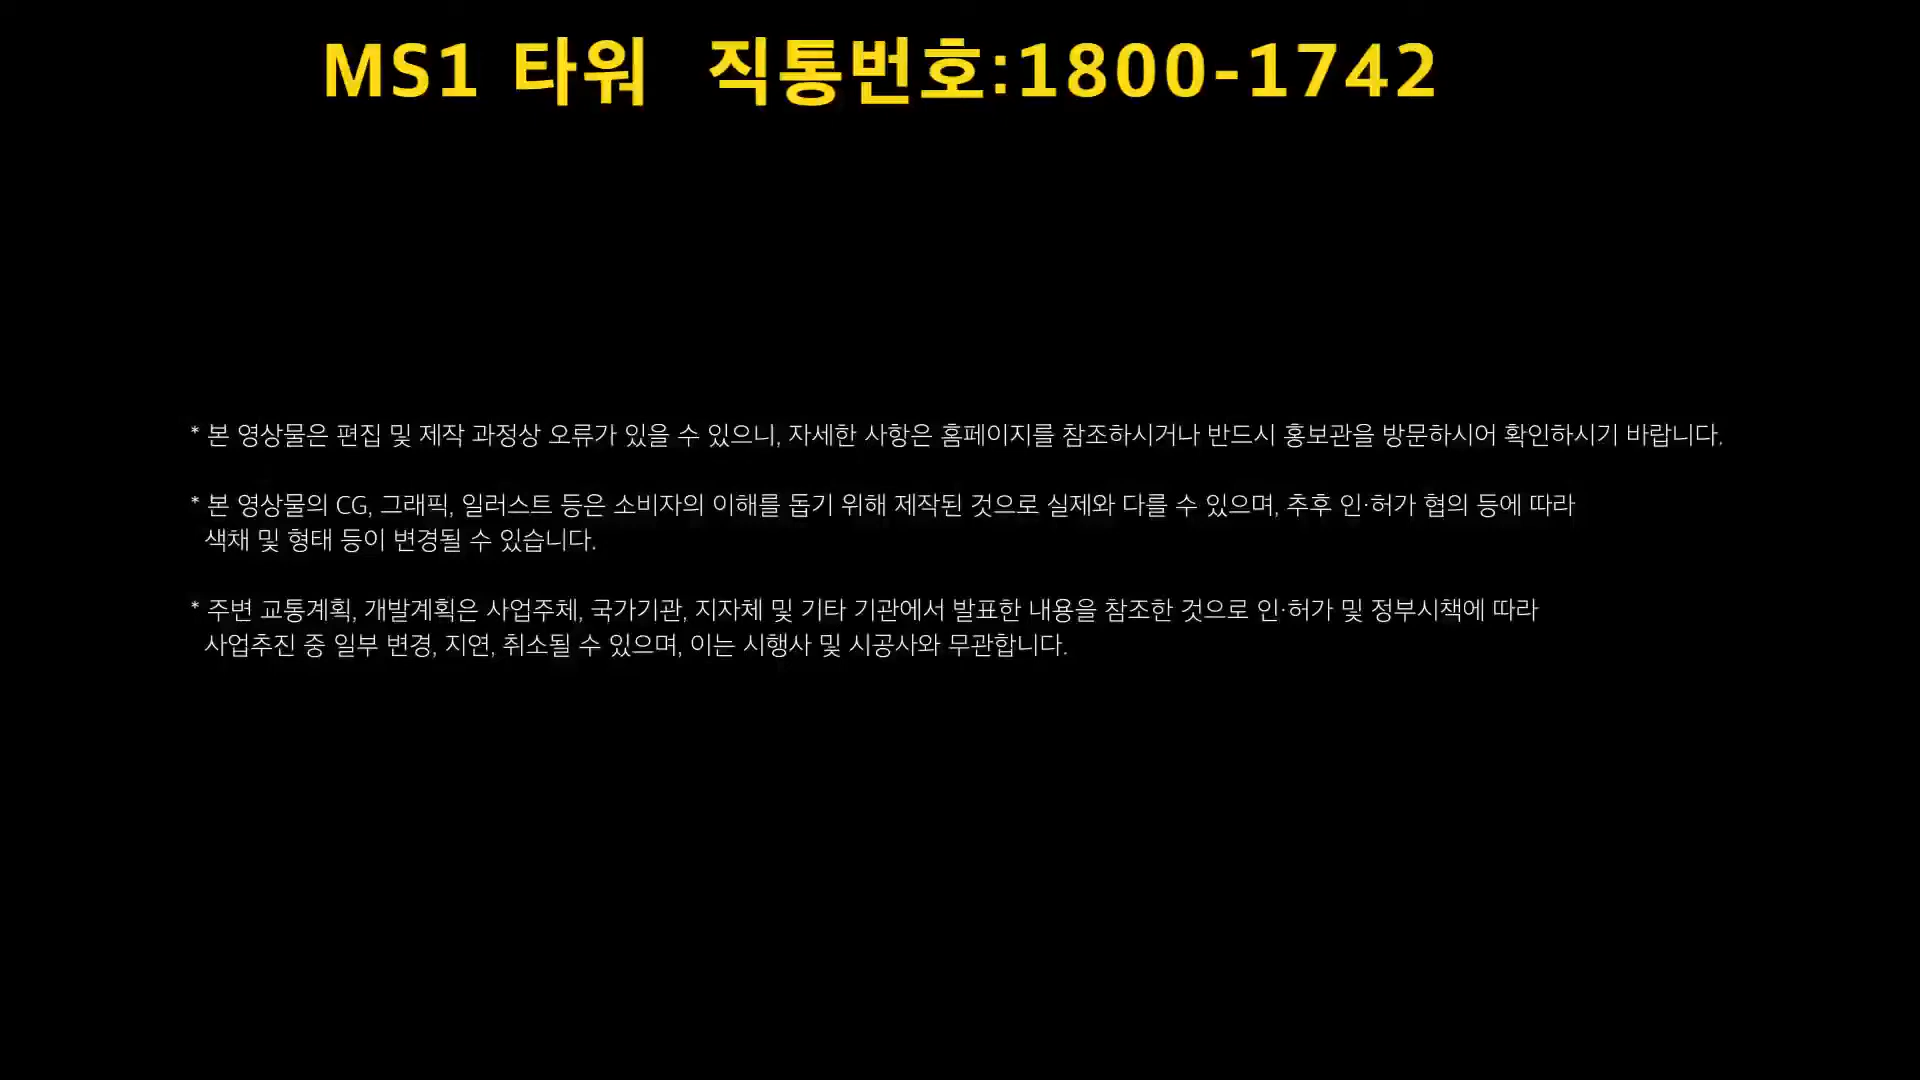 MS1 타워 직통번호:1800-1742
* 본 영상물은 편집 및 제작 과정상 오류가 있을 수 있으니, 자세한 사항은 홈페이지를 참조하시거나 반드시 홍보관을 방문하시어 확인하시기 바랍니다.
* 본 영상물의 CG, 그래픽, 일러스트 등은 소비자의 이해를 돕기 위해 제작된 것으로 실제와 다를 수 있으며, 추후 인·허가 협의 등에 따라
색채 및 형태 등이 변경될 수 있습니다.
* 주변 교통계획, 개발계획은 사업주체, 국가기관, 지자체 및 기타 기관에서 발표한 내용을 참조한 것으로 인·허가 및 정부시책에 따라
사업추진 중 일부 변경, 지연, 취소될 수 있으며, 이는 시행사 및 시공사와 무관합니다.